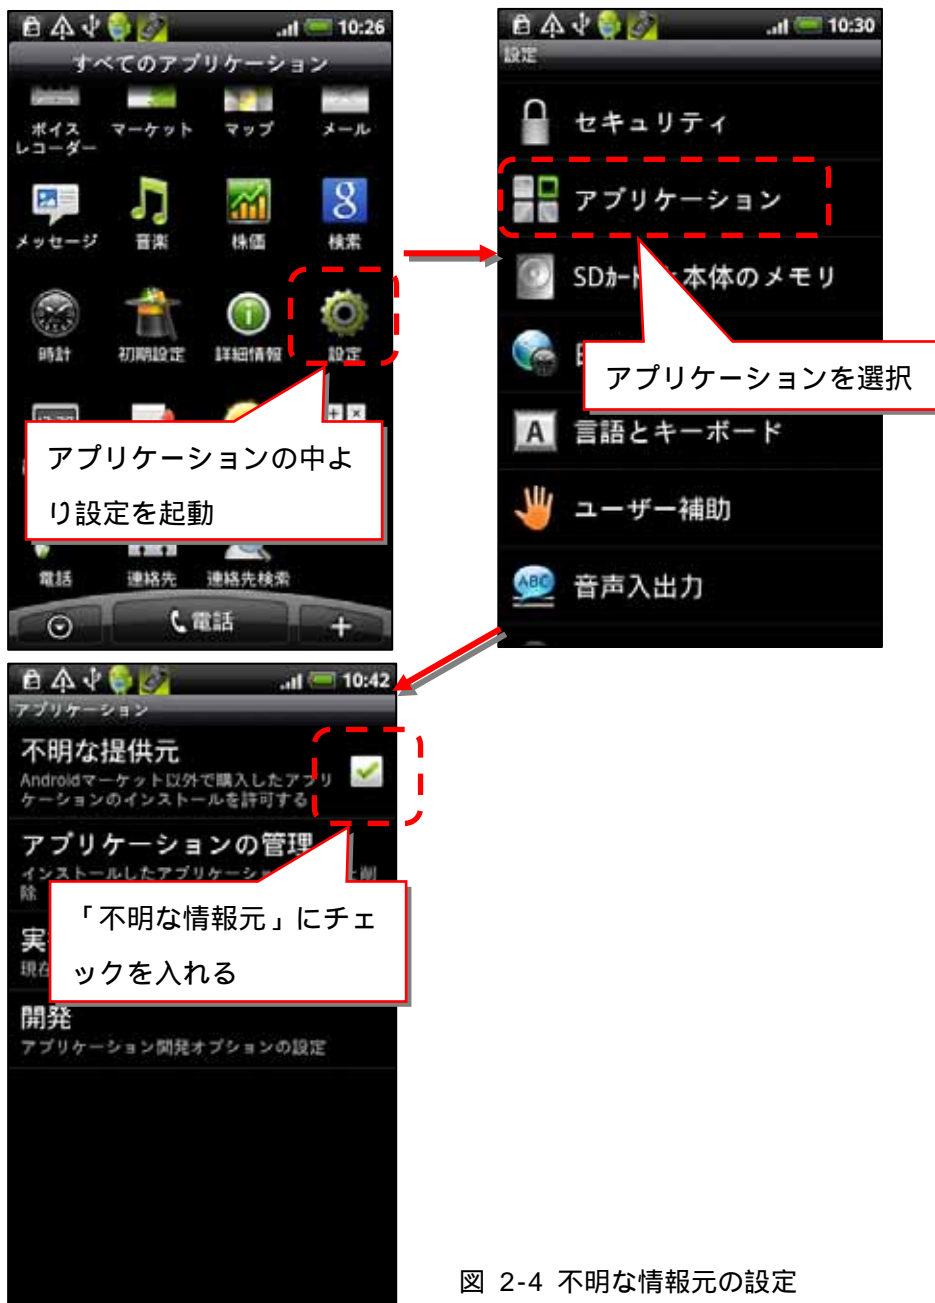 10:26
すべてのアプリケーション
ボイス
レコーダー
マーケット
マップ
メール
メッセージ
音楽
株価
検索
時計
初期設定
詳細情報
設定
アプリケーションの中よ
り設定を起動
電話
連絡先
連絡先検索
電話
10:30
設定
セキュリティ
アプリケーション
SDカード 本体のメモリ
アプリケーションを選択
A 言語とキーボード
ユーザー補助
ABC 音声入出力
10:42
アプリケーション
不明な提供元
Androidマーケット以外で購入したアプリ
ケーションのインストールを許可する
アプリケーションの管理
インストールしたアプリケーショ 削
除
「不明な情報元」にチェ
ックを入れる
実
現在
開発
アプリケーション開発オプションの設定
図 2-4 不明な情報元の設定